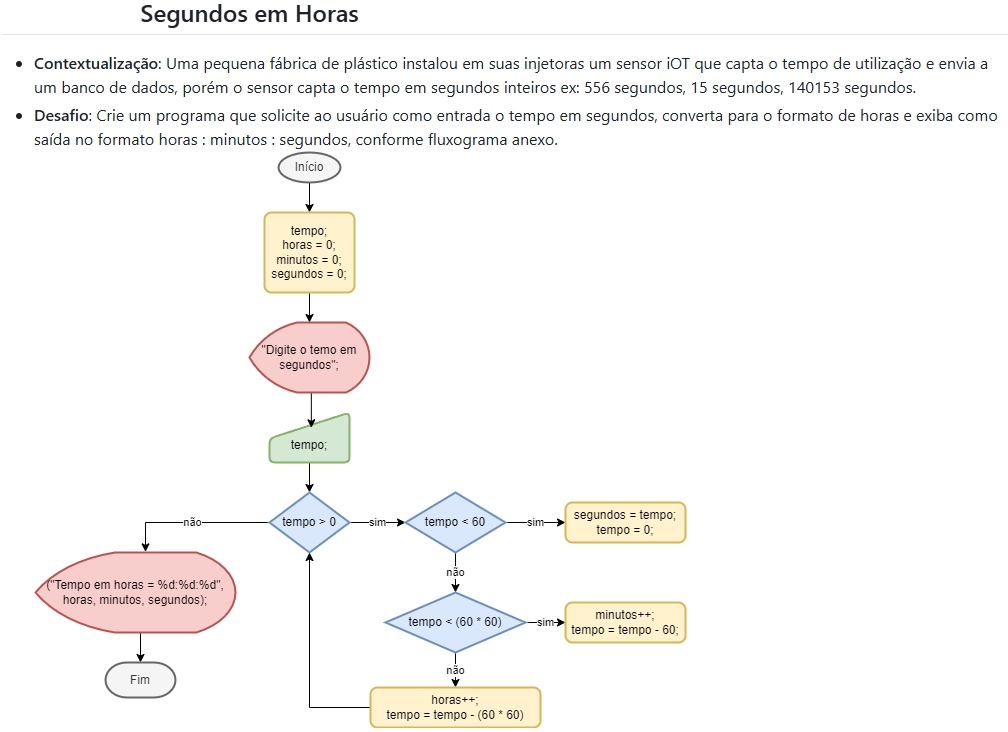 Segundos em Horas
• Contextualização: Uma pequena fábrica de plástico instalou em suas injetoras um sensor iOT que capta o tempo de utilização e envia a
um banco de dados, porém o sensor capta o tempo em segundos inteiros ex: 556 segundos, 15 segundos, 140153 segundos.
• Desafio: Crie um programa que solicite ao usuário como entrada o tempo em segundos, converta para o formato de horas e exiba como
saída no formato horas : minutos : segundos, conforme fluxograma anexo.
Início
tempo;
horas = 0;
minutos = 0;
segundos = 0;
"Digite o temo em
segundos";
tempo;
não
tempo > 0
sim
tempo < 60
sim
segundos = tempo;
tempo = 0;
não
("Tempo em horas = %d:%d:%d",
horas, minutos, segundos);
tempo < (60 * 60)
sim
minutos++;
tempo = tempo - 60;
não
Fim
horas++;
tempo = tempo - (60 * 60)